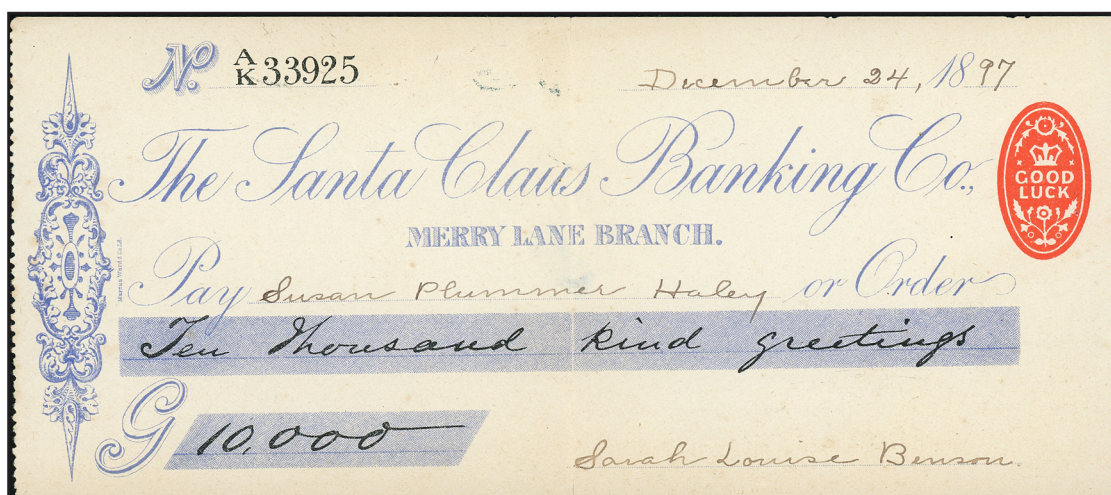 No. A/K 33925
December 24, 1897
The Santa Claus Banking Co.,
GOOD
LUCK
MERRY LANE BRANCH.
Pay Susan Plummer Haley or Order
Ten Thousand kind greetings
G 10,000
Sarah Louise Benson.